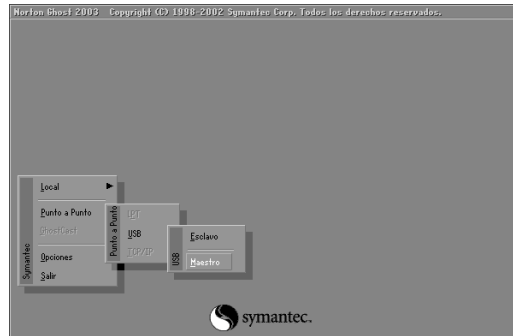 Norton Ghost 2003 Copyright (C) 1998-2002 Symantec Corp. Todos los derechos reservados.
Symantec
Local
Punto a Punto
GhostCast
Opciones
Salir
Punto a Punto
LPT
USB
TCP/IP
USB
Esclavo
Maestro
symantec.